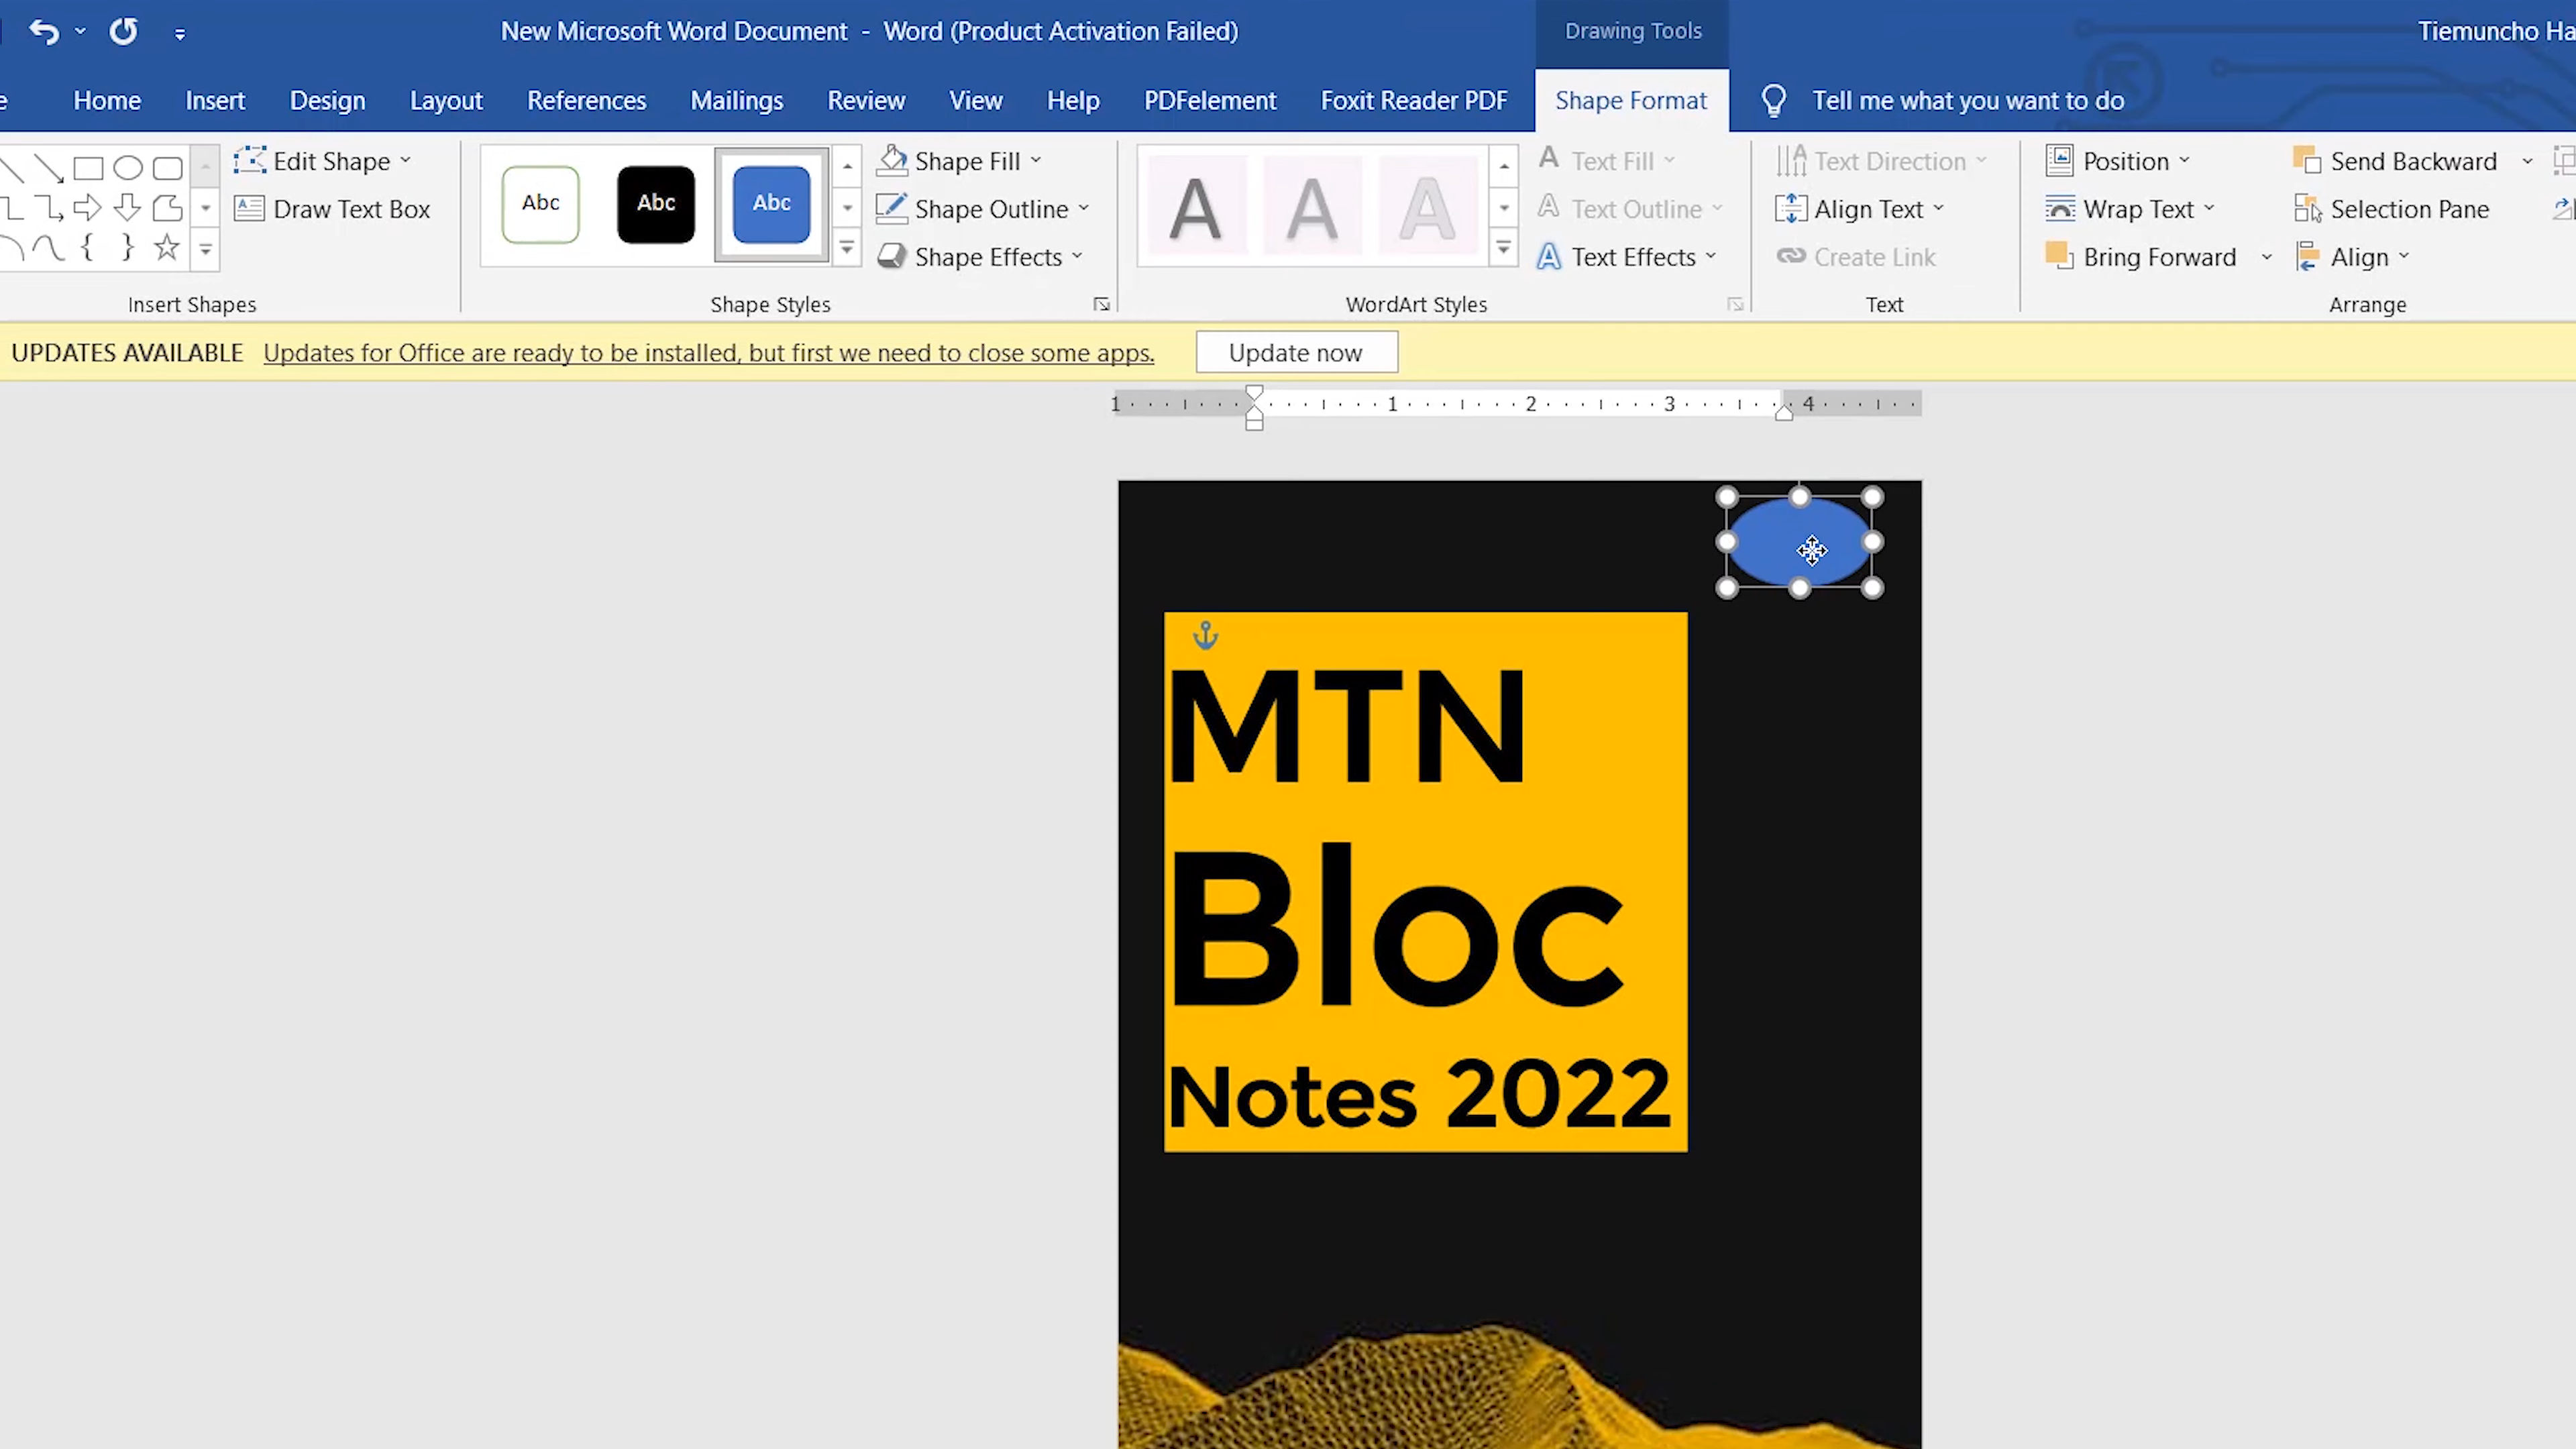 New Microsoft Word Document - Word (Product Activation Failed)
Drawing Tools
Tiemuncho Ha
e Home Insert Design Layout References Mailings Review View Help PDFelement Foxit Reader PDF Shape Format Tell me what you want to do
Edit Shape
Draw Text Box
Insert Shapes
Abc Abc Abc
Shape Fill
Shape Outline
Shape Effects
Shape Styles
A A A
Text Fill
Text Outline
Text Effects
WordArt Styles
Text Direction
Align Text
Create Link
Text
Position
Wrap Text
Bring Forward
Send Backward
Selection Pane
Align
Arrange
UPDATES AVAILABLE Updates for Office are ready to be installed, but first we need to close some apps. Update now
1 1 2 3 4
MTN
Bloc
Notes 2022